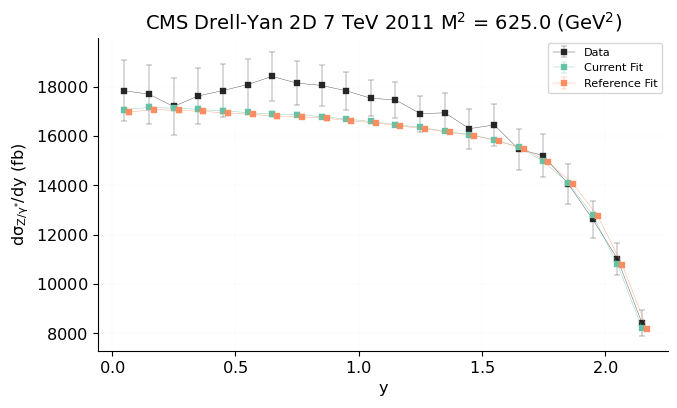 CMS Drell-Yan 2D 7 TeV 2011 M² = 625.0 (GeV²)
Data
Current Fit
Reference Fit
dσ_Z/γ*/dy (fb)
18000
16000
14000
12000
10000
8000
0.0 0.5 1.0 1.5 2.0
y